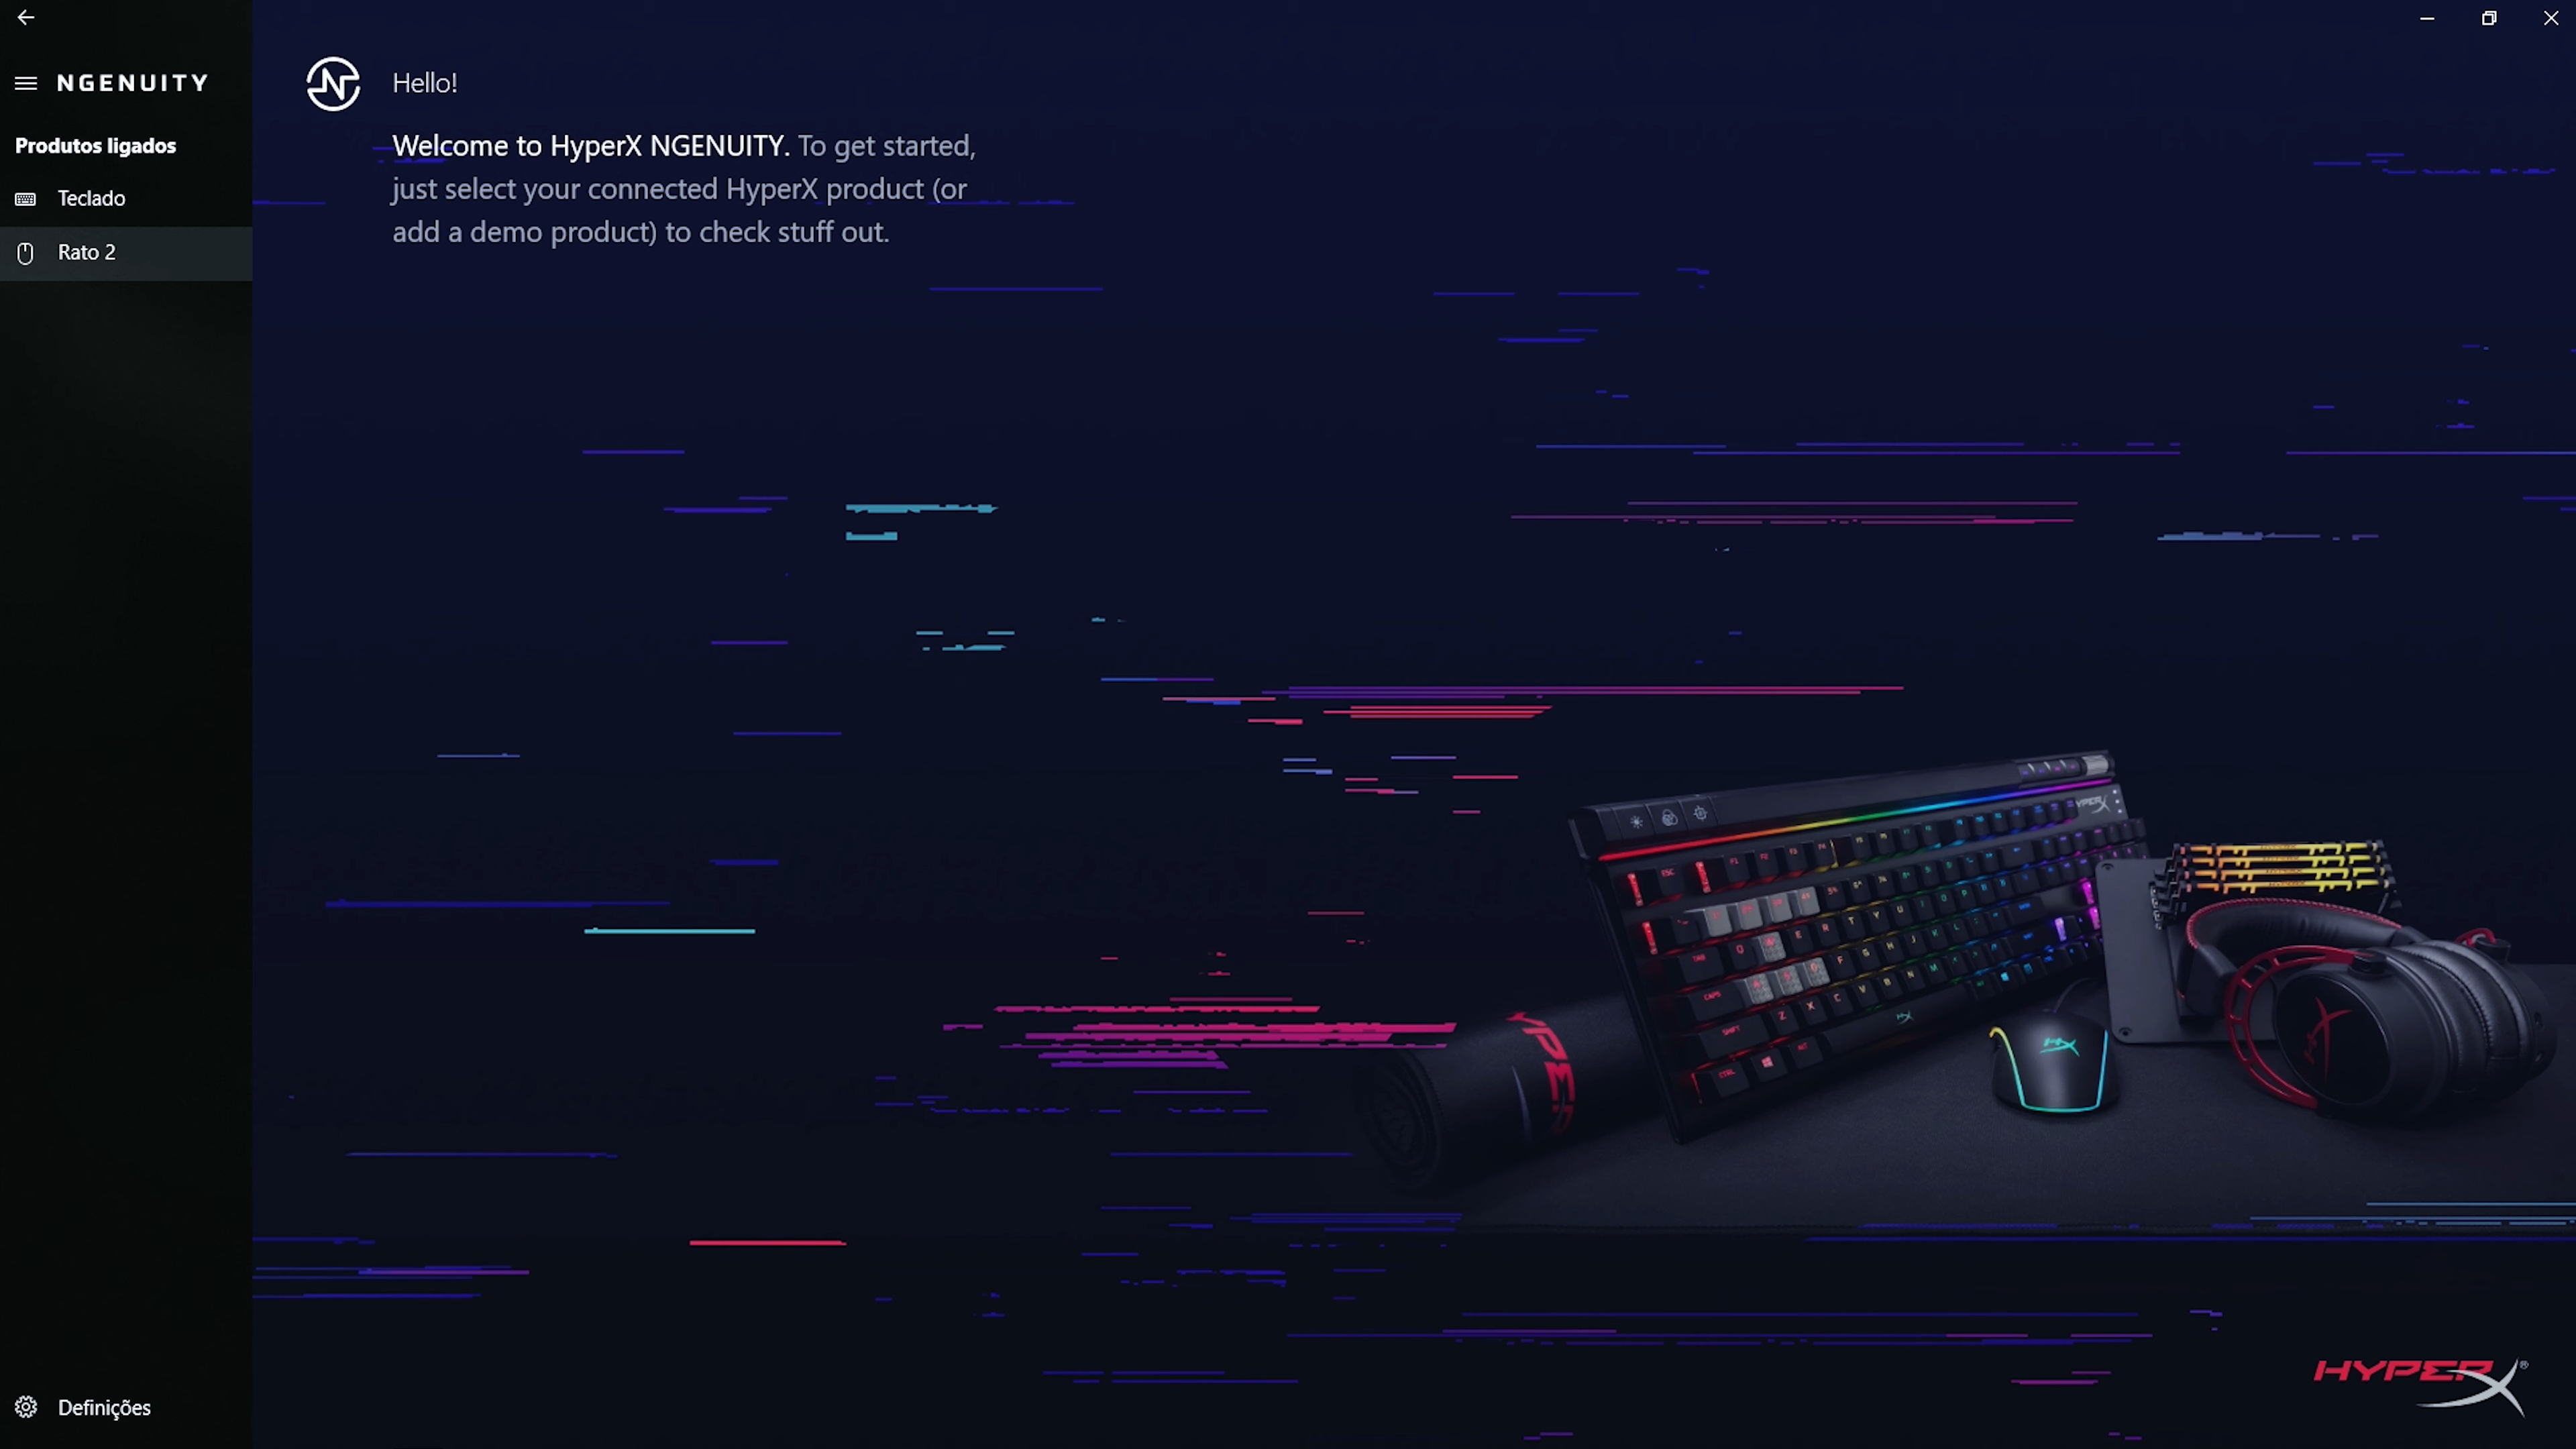 NGENUITY
Produtos ligados
Teclado
Rato 2
Definições
Hello!
Welcome to HyperX NGENUITY. To get started,
just select your connected HyperX product (or
add a demo product) to check stuff out.
HYPERX®